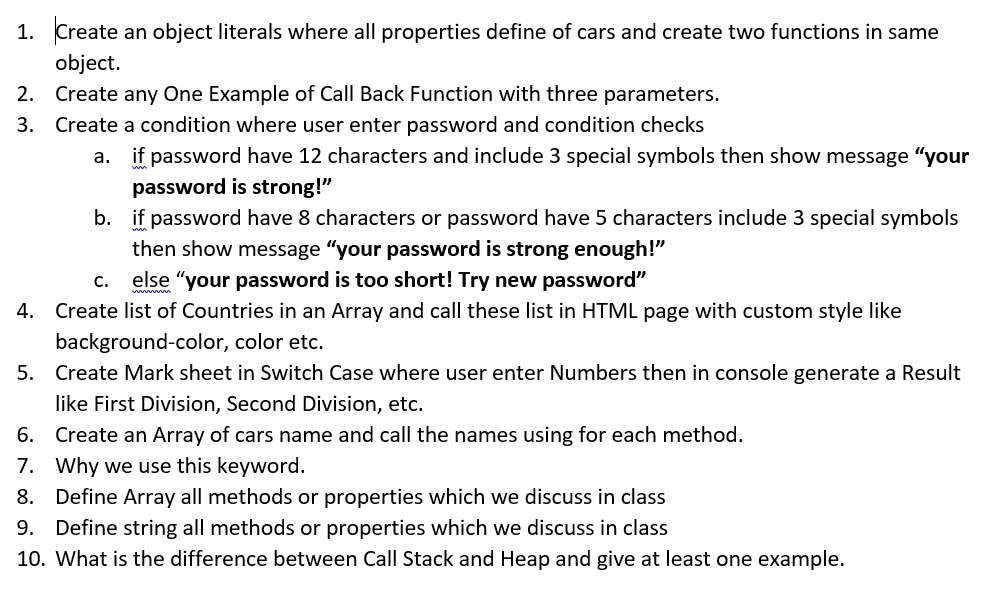 1. Create an object literals where all properties define of cars and create two functions in same
object.
2. Create any One Example of Call Back Function with three parameters.
3. Create a condition where user enter password and condition checks
a. if password have 12 characters and include 3 special symbols then show message “your
password is strong!”
b. if password have 8 characters or password have 5 characters include 3 special symbols
then show message “your password is strong enough!”
c. else “your password is too short! Try new password”
4. Create list of Countries in an Array and call these list in HTML page with custom style like
background-color, color etc.
5. Create Mark sheet in Switch Case where user enter Numbers then in console generate a Result
like First Division, Second Division, etc.
6. Create an Array of cars name and call the names using for each method.
7. Why we use this keyword.
8. Define Array all methods or properties which we discuss in class
9. Define string all methods or properties which we discuss in class
10. What is the difference between Call Stack and Heap and give at least one example.